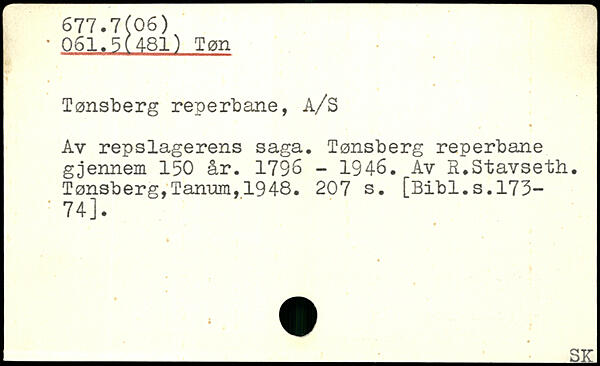 677.7(06)
061.5(481) Tøn
Tønsberg reperbane, A/S
Av repslagerens saga. Tønsberg reperbane
gjennem 150 år. 1796 - 1946. Av R.Stavseth.
Tønsberg,Tanum,1948. 207 s. [Bibl.s.173-
74].
SK